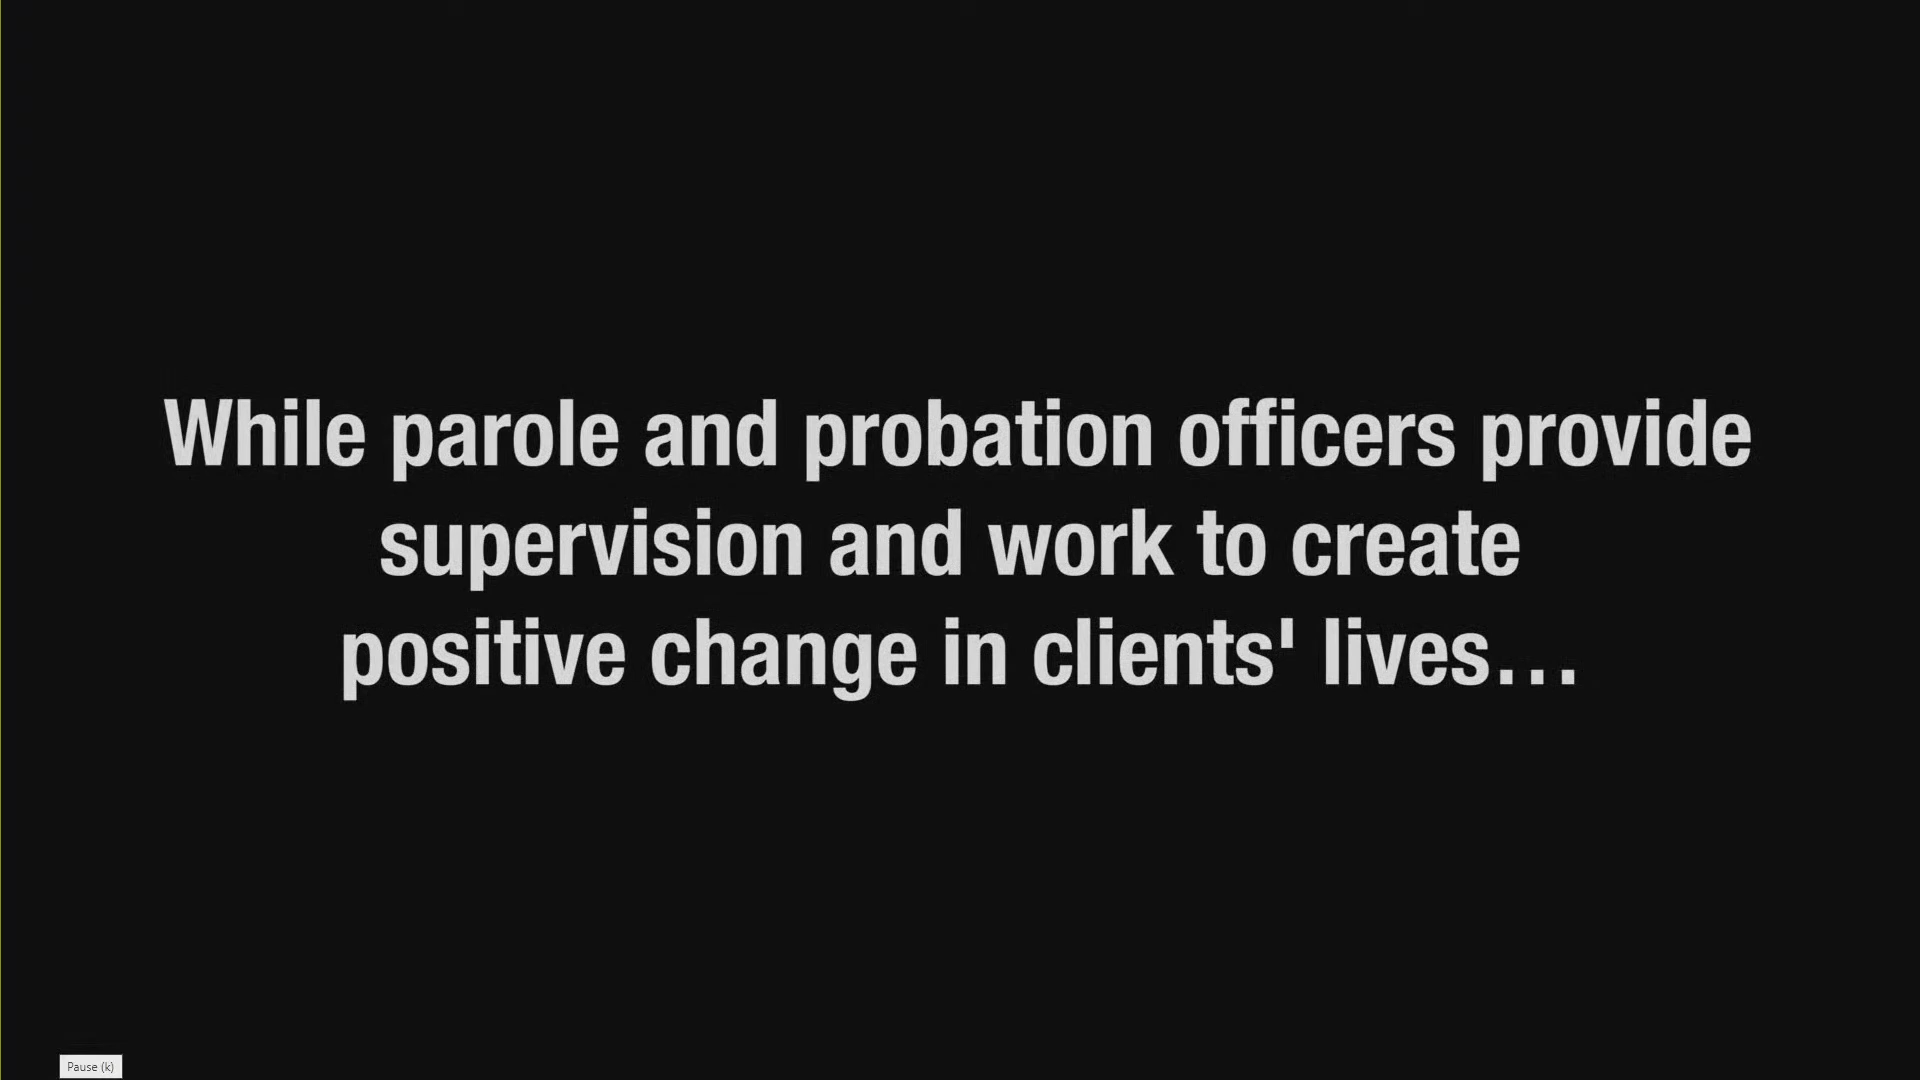 While parole and probation officers provide
supervision and work to create
positive change in clients' lives…
Pause (k)